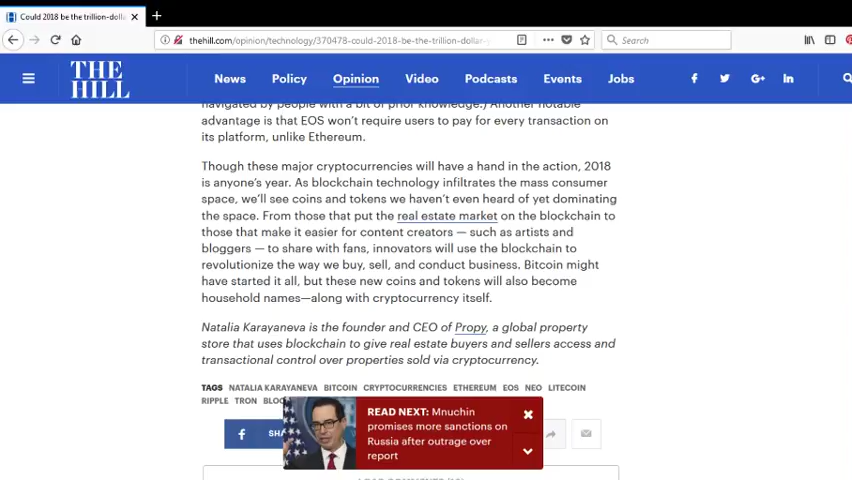 Could 2018 be the trillion-dolla
thehill.com/opinion/technology/370478-could-2018-be-the-trillion-dollar-
Search
THE HILL
News Policy Opinion Video Podcasts Events Jobs
navigated by people with a bit of prior knowledge.) Another notable
advantage is that EOS won't require users to pay for every transaction on
its platform, unlike Ethereum.
Though these major cryptocurrencies will have a hand in the action, 2018
is anyone's year. As blockchain technology infiltrates the mass consumer
space, we'll see coins and tokens we haven't even heard of yet dominating
the space. From those that put the real estate market on the blockchain to
those that make it easier for content creators — such as artists and
bloggers — to share with fans, innovators will use the blockchain to
revolutionize the way we buy, sell, and conduct business. Bitcoin might
have started it all, but these new coins and tokens will also become
household names—along with cryptocurrency itself.
Natalia Karayaneva is the founder and CEO of Propy, a global property
store that uses blockchain to give real estate buyers and sellers access and
transactional control over properties sold via cryptocurrency.
TAGS NATALIA KARAYANEVA BITCOIN CRYPTOCURRENCIES ETHEREUM EOS NEO LITECOIN
RIPPLE TRON BLOC
SHA
READ NEXT: Mnuchin
promises more sanctions on
Russia after outrage over
report